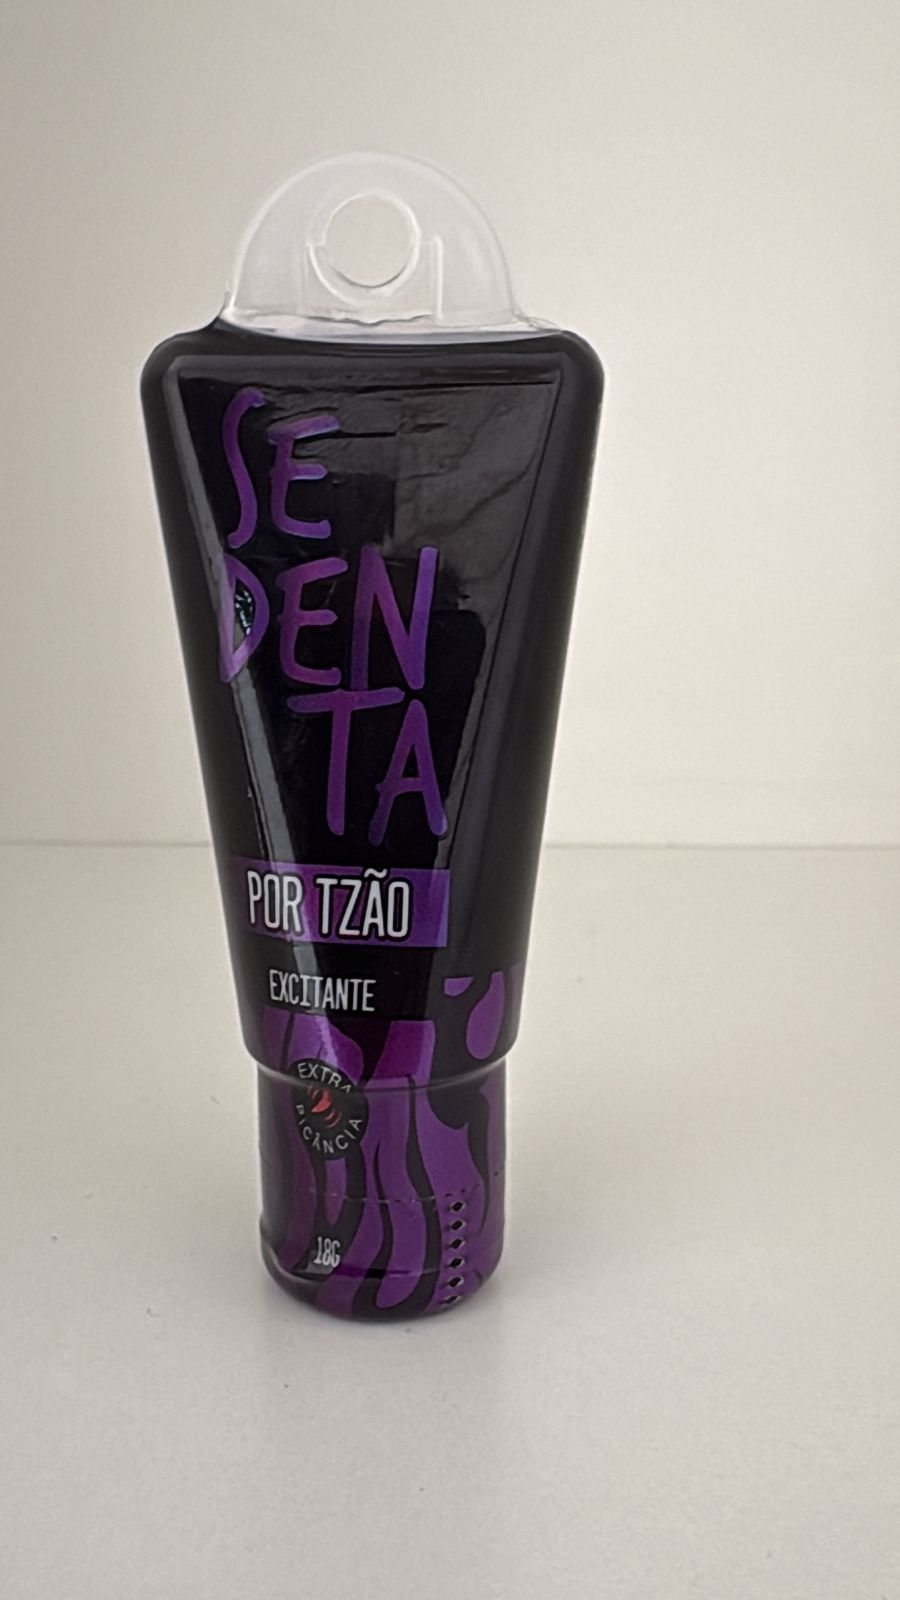 SE
DEN
TA
POR TZÃO
EXCITANTE
EXTRA
PICÂNCIA
18G